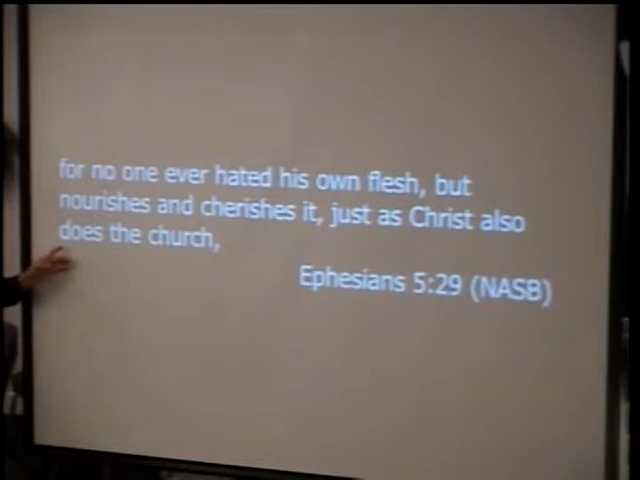 for no one ever hated his own flesh, but
nourishes and cherishes it, just as Christ also
does the church,
Ephesians 5:29 (NASB)